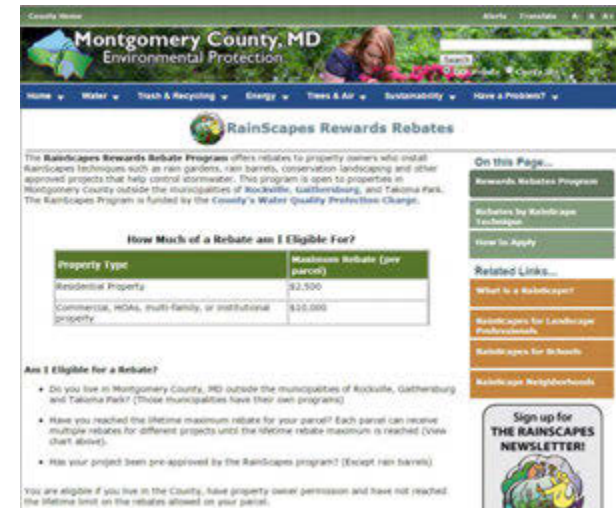 County Home
Alerts Translate A- A A+
Montgomery County, MD
Environmental Protection
Search
Home
Water
Trash & Recycling
Energy
Trees & Air
Sustainability
Have a Problem?
RainScapes Rewards Rebates
The RainScapes Rewards Rebate Program offers rebates to property owners who install
RainScapes techniques such as rain gardens, rain barrels, conservation landscaping and other
approved projects that help control stormwater. This program is open to properties in
Montgomery County outside the municipalities of Rockville, Gaithersburg, and Takoma Park.
The RainScapes Program is funded by the County's Water Quality Protection Charge.
How Much of a Rebate am I Eligible For?
Property Type
Maximum Rebate (per
parcel)
Residential Property
$2,500
Commercial, HOAs, multi-family, or institutional
property
$10,000
Am I Eligible for a Rebate?
Do you live in Montgomery County, MD outside the municipalities of Rockville, Gaithersburg
and Takoma Park? (Those municipalities have their own programs)
Have you reached the lifetime maximum rebate for your parcel? Each parcel can receive
multiple rebates for different projects until the lifetime rebate maximum is reached (View
chart above).
Has your project been pre-approved by the RainScapes program? (Except rain barrels)
You are eligible if you live in the County, have property owner permission and have not reached
the lifetime limit on the rebates allowed on your parcel.
On this Page...
Rewards Rebates Program
Rebates by RainScape
Technique
How to Apply
Related Links...
What is a RainScape?
RainScapes for Landscape
Professionals
RainScapes for Schools
RainScape Neighborhoods
Sign up for
THE RAINSCAPES
NEWSLETTER!